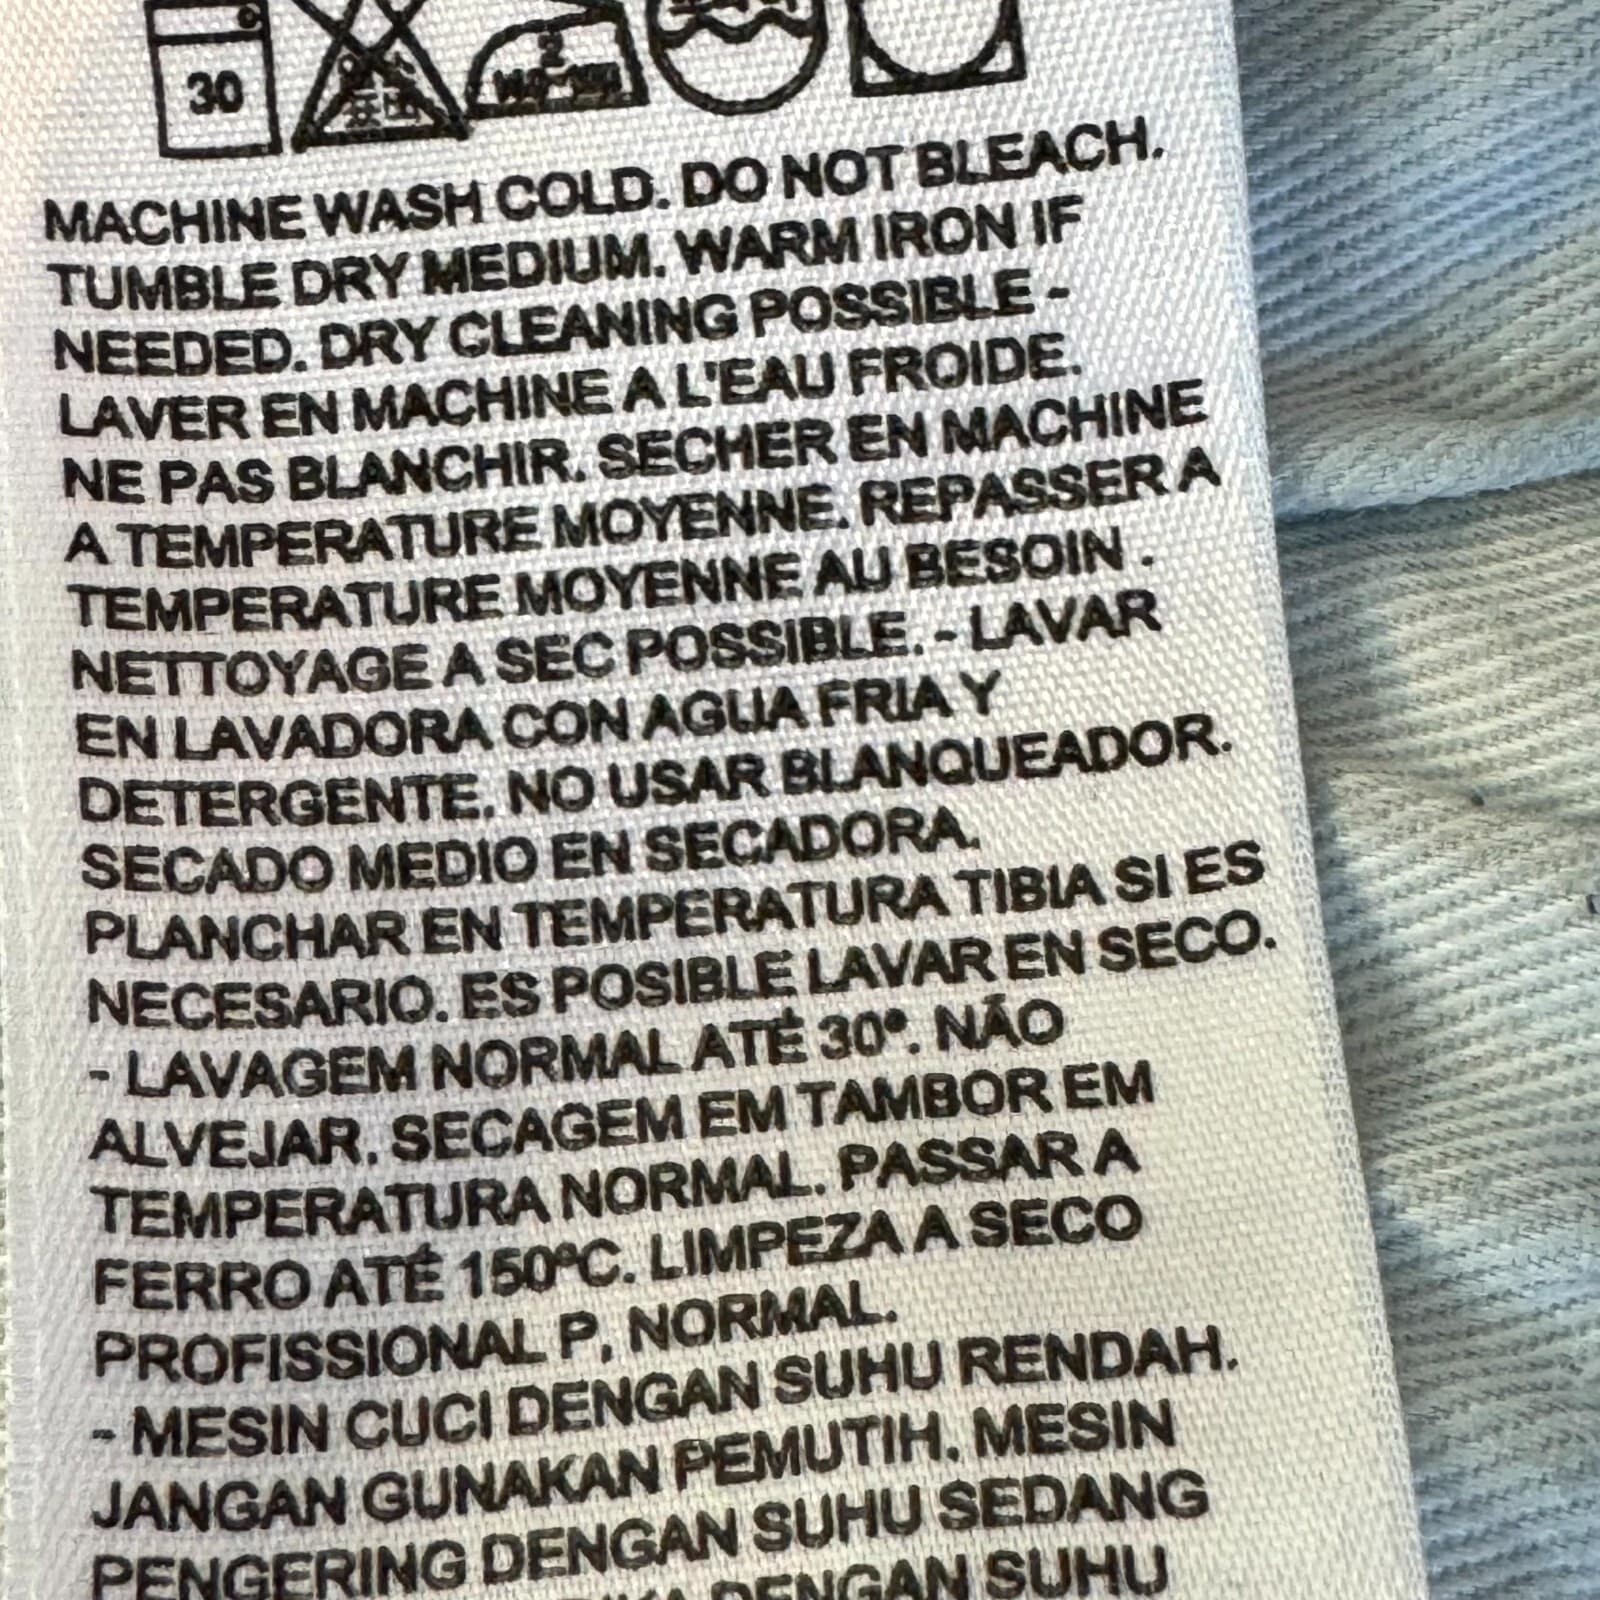 30
MACHINE WASH COLD. DO NOT BLEACH.
TUMBLE DRY MEDIUM. WARM IRON IF
NEEDED. DRY CLEANING POSSIBLE -
LAVER EN MACHINE A L'EAU FROIDE.
NE PAS BLANCHIR. SECHER EN MACHINE
A TEMPERATURE MOYENNE. REPASSER A
TEMPERATURE MOYENNE AU BESOIN .
NETTOYAGE A SEC POSSIBLE. - LAVAR
EN LAVADORA CON AGUA FRIA Y
DETERGENTE. NO USAR BLANQUEADOR.
SECADO MEDIO EN SECADORA.
PLANCHAR EN TEMPERATURA TIBIA SI ES
NECESARIO. ES POSIBLE LAVAR EN SECO.
- LAVAGEM NORMAL ATÉ 30º. NÃO
ALVEJAR. SECAGEM EM TAMBOR EM
TEMPERATURA NORMAL. PASSAR A
FERRO ATÉ 150ºC. LIMPEZA A SECO
PROFISSIONAL P, NORMAL.
- MESIN CUCI DENGAN SUHU RENDAH.
JANGAN GUNAKAN PEMUTIH. MESIN
PENGERING DENGAN SUHU SEDANG
DENGAN SUHU